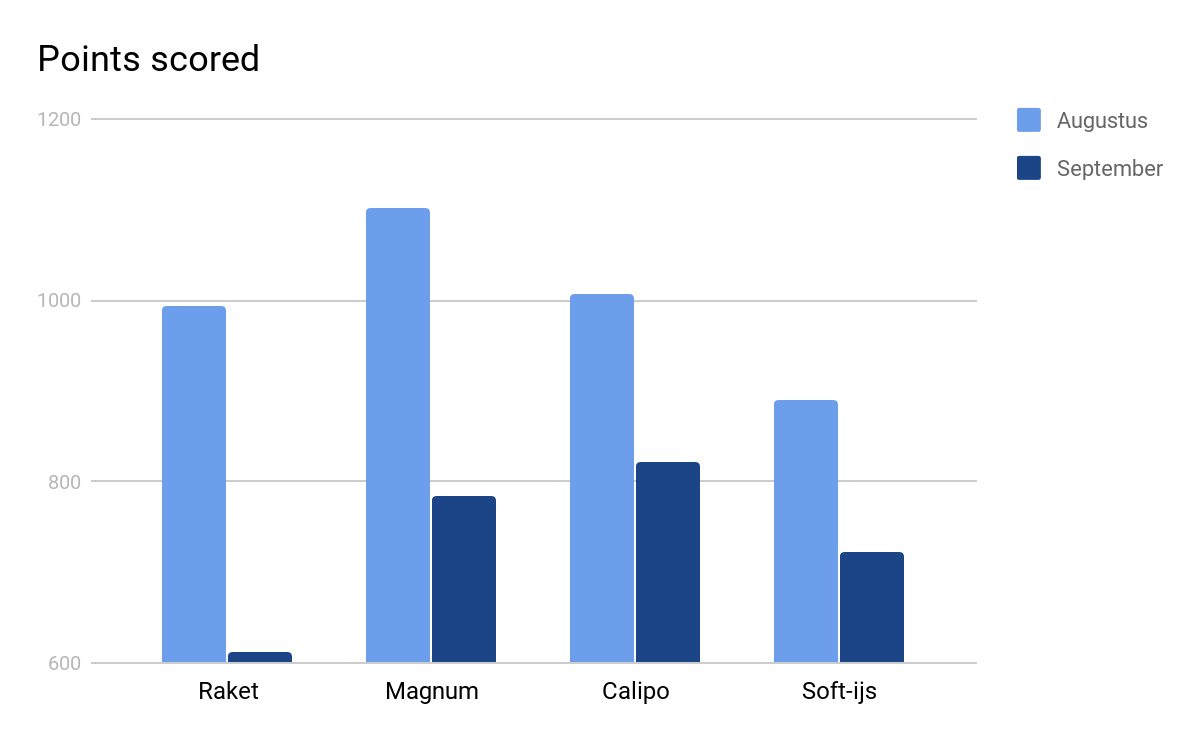 Points scored
1200
1000
800
600
Raket
Magnum
Calipo
Soft-ijs
Augustus
September